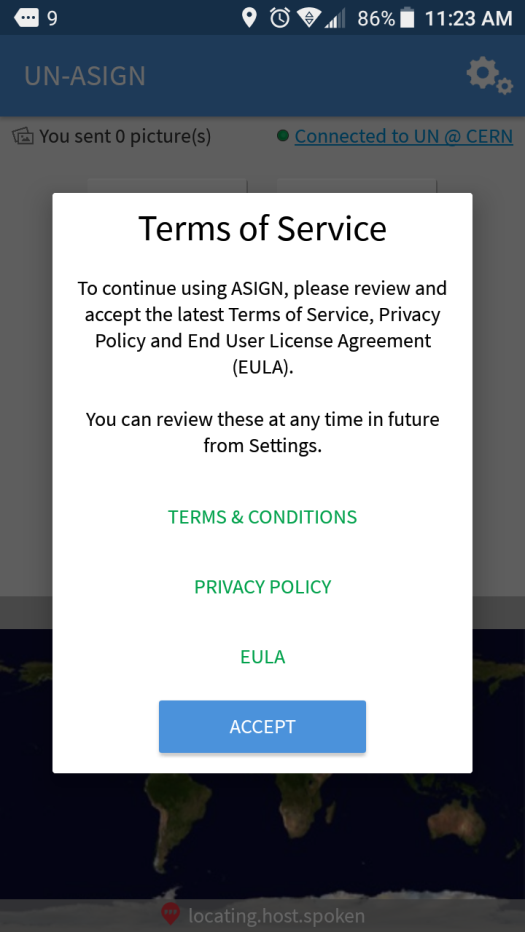 9 86% 11:23 AM
UN-ASIGN
You sent 0 picture(s) Connected to UN @ CERN
Terms of Service
To continue using ASIGN, please review and
accept the latest Terms of Service, Privacy
Policy and End User License Agreement
(EULA).
You can review these at any time in future
from Settings.
TERMS & CONDITIONS
PRIVACY POLICY
EULA
ACCEPT
locating.host.spoken